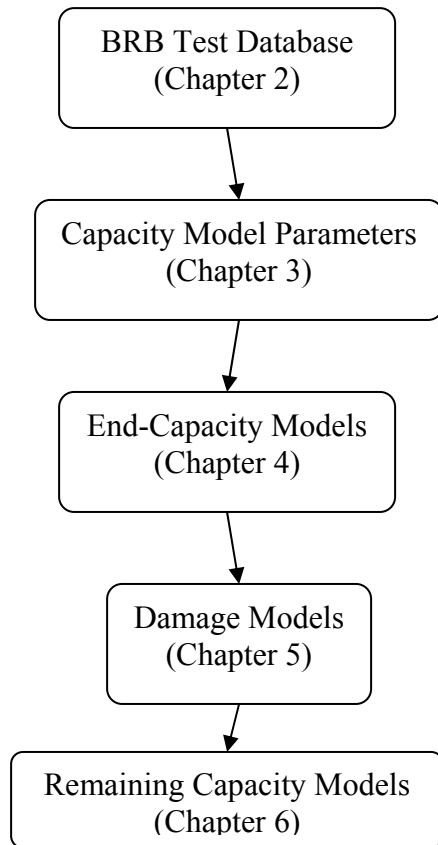 BRB Test Database
(Chapter 2)
Capacity Model Parameters
(Chapter 3)
End-Capacity Models
(Chapter 4)
Damage Models
(Chapter 5)
Remaining Capacity Models
(Chapter 6)